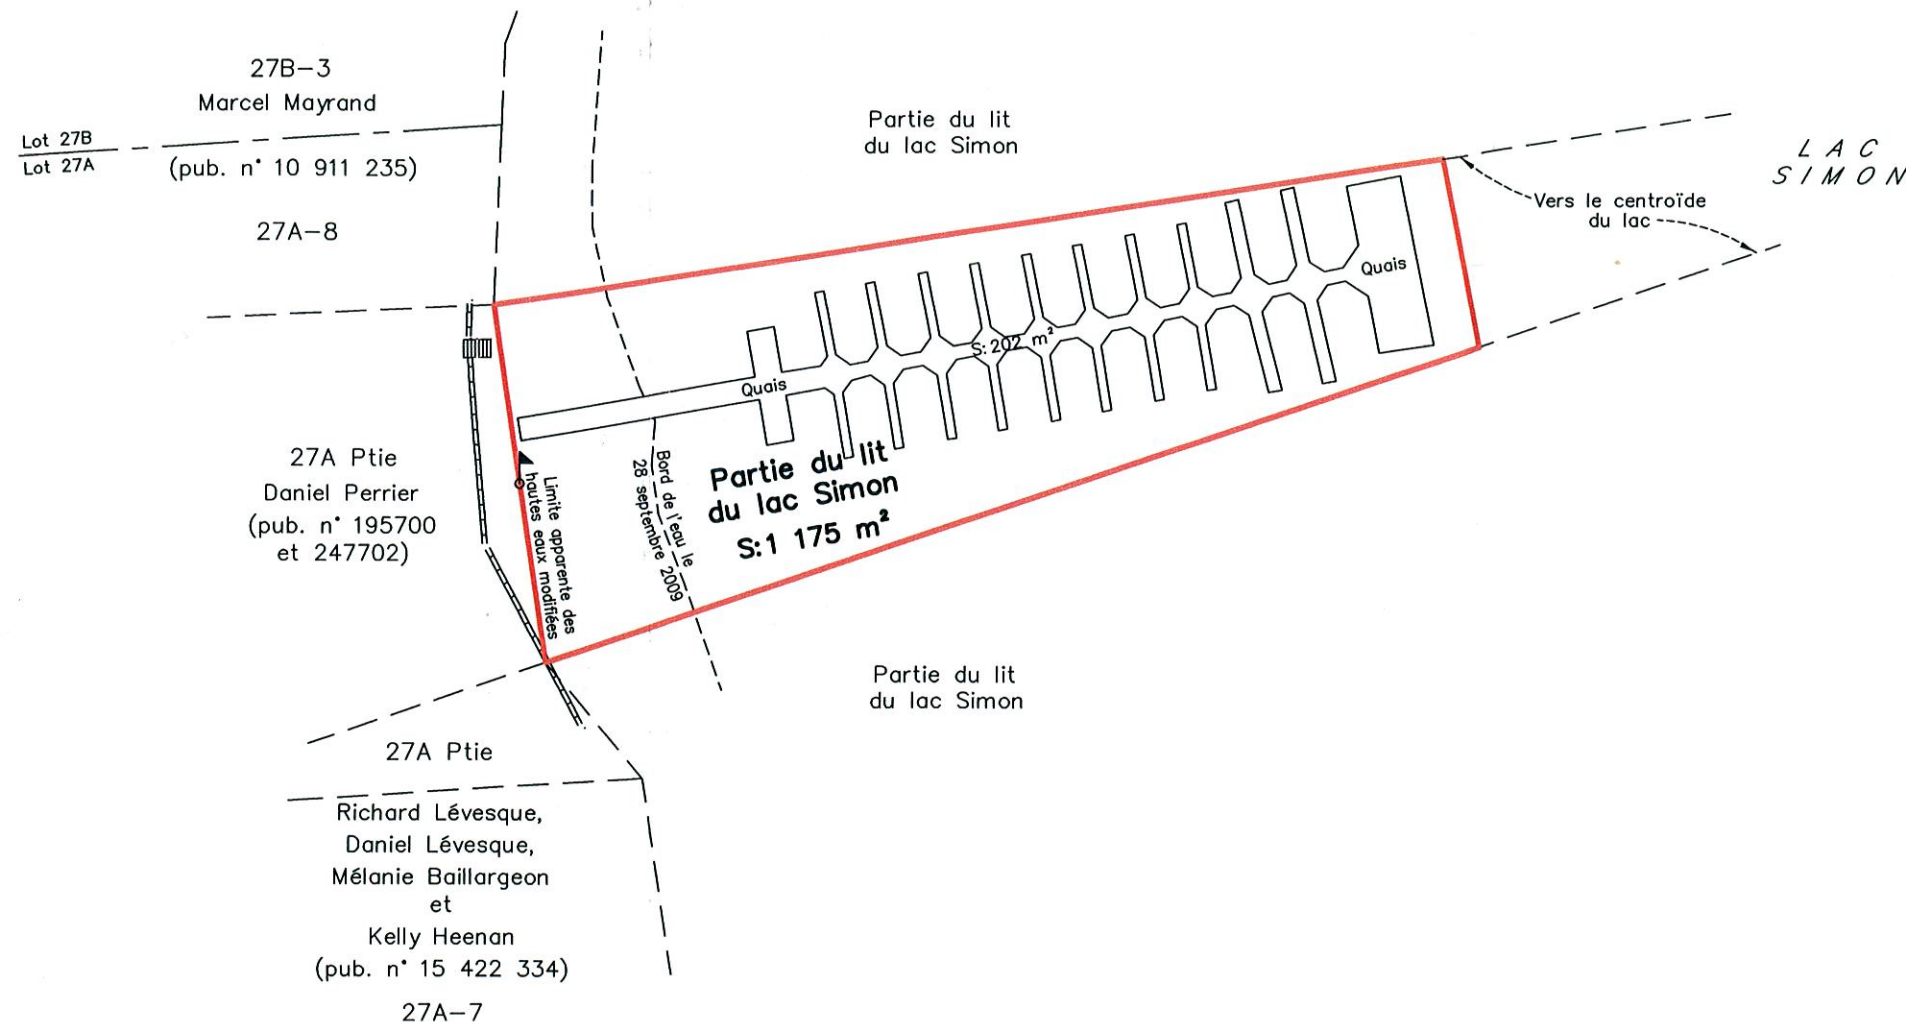 27B-3
Marcel Mayrand
Lot 27B
Lot 27A
(pub. n° 10 911 235)
27A-8
Partie du lit
du lac Simon
LAC
SIMON
Vers le centroïde
du lac
Quais
S: 202 m²
Quais
27A Ptie
Daniel Perrier
(pub. n° 195700
et 247702)
Limite apparente des
hautes eaux modifiées
Bord de l'eau le
28 septembre 2009
Partie du lit
du lac Simon
S:1 175 m²
Partie du lit
du lac Simon
27A Ptie
Richard Lévesque,
Daniel Lévesque,
Mélanie Baillargeon
et
Kelly Heenan
(pub. n° 15 422 334)
27A-7